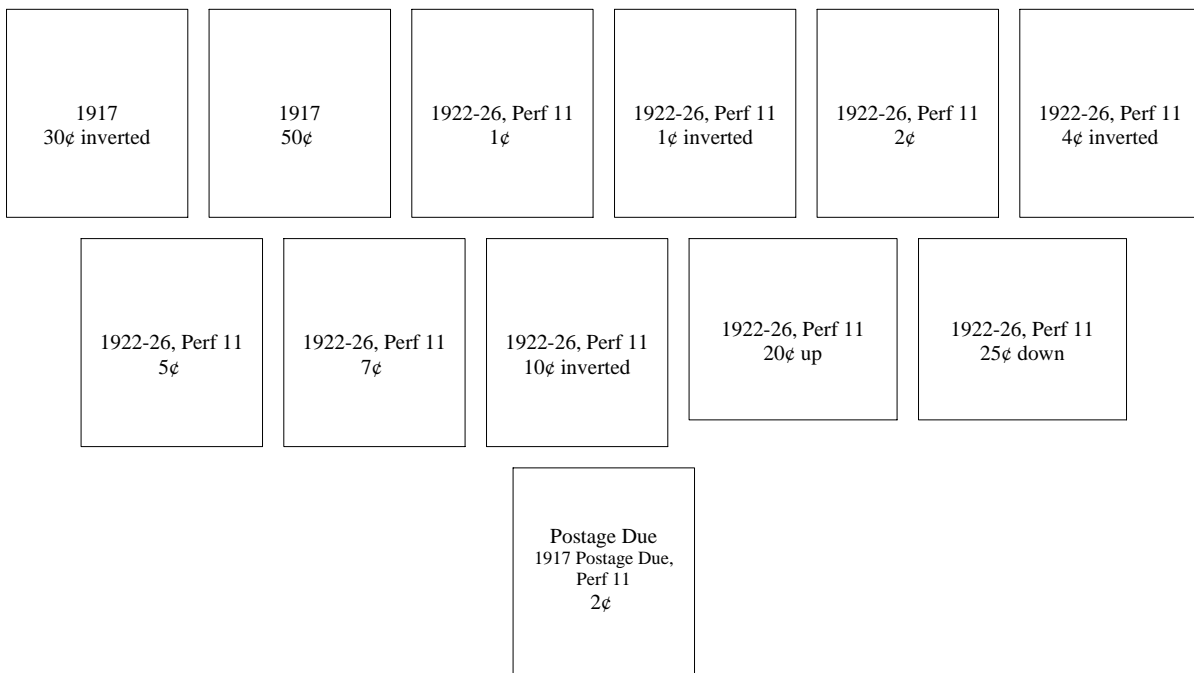 1917
30¢ inverted
1917
50¢
1922-26, Perf 11
1¢
1922-26, Perf 11
1¢ inverted
1922-26, Perf 11
2¢
1922-26, Perf 11
4¢ inverted
1922-26, Perf 11
5¢
1922-26, Perf 11
7¢
1922-26, Perf 11
10¢ inverted
1922-26, Perf 11
20¢ up
1922-26, Perf 11
25¢ down
Postage Due
1917 Postage Due,
Perf 11
2¢